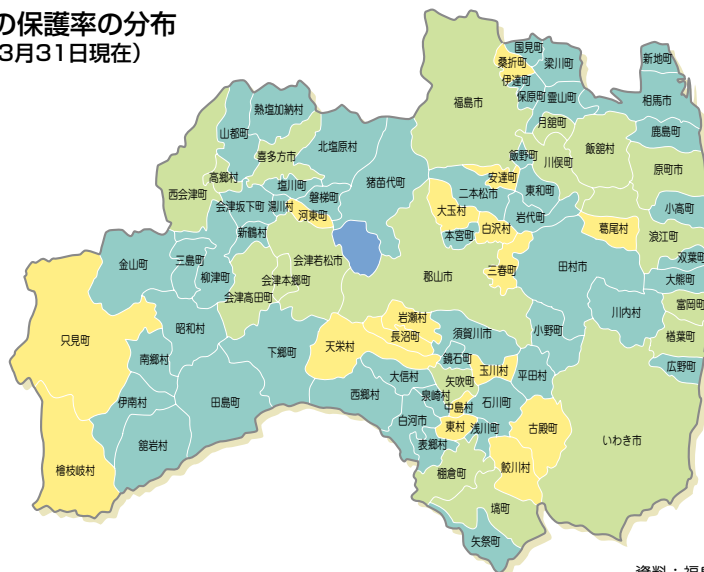 の保護率の分布
3月31日現在）
国見町
桑折町
梁川町
伊達町
新地町
保原町
霊山町
相馬市
福島市
月舘町
鹿島町
熱塩加納村
山都町
北塩原村
喜多方市
飯野町
川俣町
飯舘村
原町市
高郷村
西会津町
塩川町
猪苗代町
安達町
磐梯町
二本松市
東和町
会津坂下町
湯川村
河東町
大玉村
岩代町
小高町
新鶴村
本宮町
白沢村
葛尾村
浪江町
双葉町
金山町
三島町
会津若松市
郡山市
三春町
田村市
大熊町
柳津町
会津本郷町
会津高田町
富岡町
川内村
只見町
昭和村
岩瀬村
長沼町
須賀川市
小野町
楢葉町
天栄村
南郷村
下郷町
鏡石町
玉川村
平田村
広野町
大信村
矢吹町
伊南村
田島町
西郷村
泉崎村
中島村
石川町
白河市
東村
浅川町
古殿町
いわき市
舘岩村
表郷村
檜枝岐村
棚倉町
鮫川村
塙町
矢祭町
資料：福島